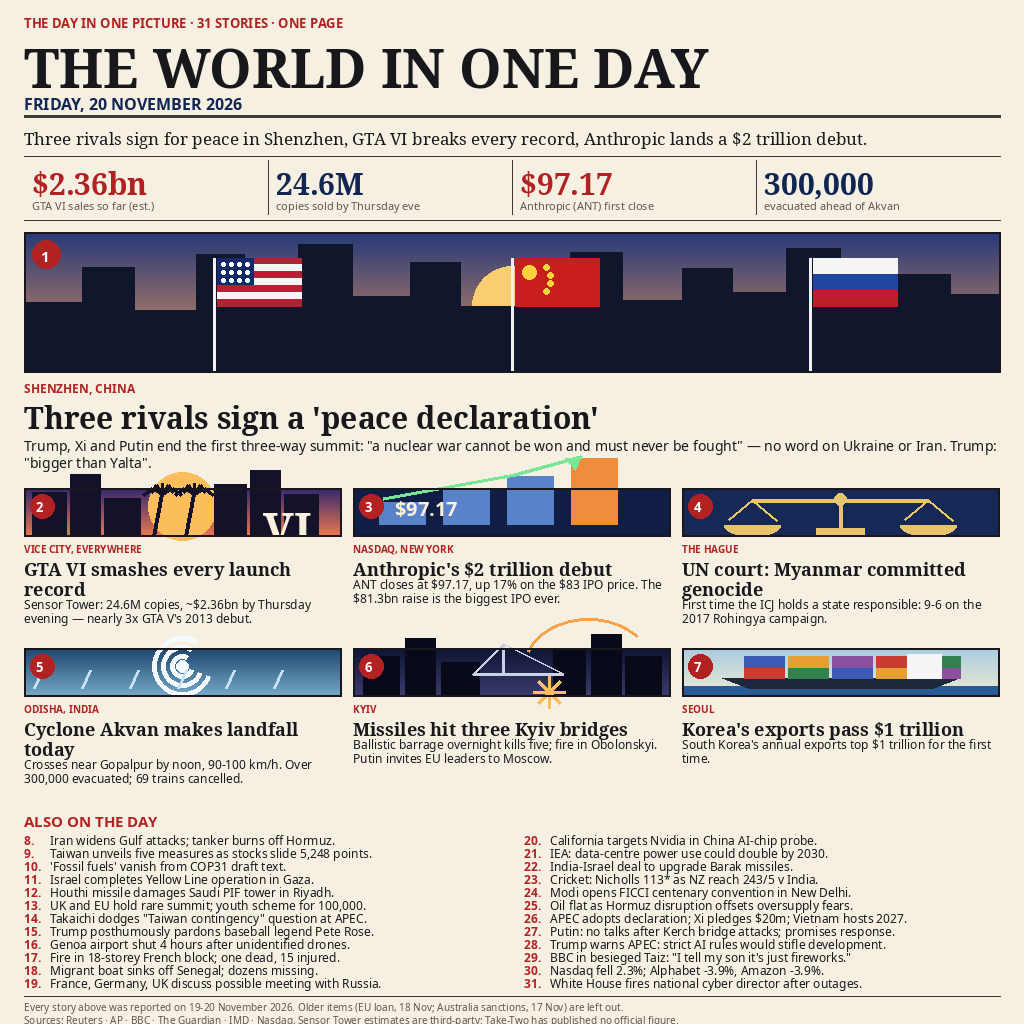 THE DAY IN ONE PICTURE · 31 STORIES · ONE PAGE
THE WORLD IN ONE DAY
FRIDAY, 20 NOVEMBER 2026
Three rivals sign for peace in Shenzhen, GTA VI breaks every record, Anthropic lands a $2 trillion debut.
$2.36bn
GTA VI sales so far (est.)
24.6M
copies sold by Thursday eve
$97.17
Anthropic (ANT) first close
300,000
evacuated ahead of Akvan
1
SHENZHEN, CHINA
Three rivals sign a 'peace declaration'
Trump, Xi and Putin end the first three-way summit: "a nuclear war cannot be won and must never be fought" — no word on Ukraine or Iran. Trump:
"bigger than Yalta".
2
VI
VICE CITY, EVERYWHERE
GTA VI smashes every launch
record
Sensor Tower: 24.6M copies, ~$2.36bn by Thursday
evening — nearly 3x GTA V's 2013 debut.
3
$97.17
NASDAQ, NEW YORK
Anthropic's $2 trillion debut
ANT closes at $97.17, up 17% on the $83 IPO price. The
$81.3bn raise is the biggest IPO ever.
4
THE HAGUE
UN court: Myanmar committed
genocide
First time the ICJ holds a state responsible: 9-6 on the
2017 Rohingya campaign.
5
ODISHA, INDIA
Cyclone Akvan makes landfall
today
Crosses near Gopalpur by noon, 90-100 km/h. Over
300,000 evacuated; 69 trains cancelled.
6
KYIV
Missiles hit three Kyiv bridges
Ballistic barrage overnight kills five; fire in Obolonskyi.
Putin invites EU leaders to Moscow.
7
SEOUL
Korea's exports pass $1 trillion
South Korea's annual exports top $1 trillion for the first
time.
ALSO ON THE DAY
8. Iran widens Gulf attacks; tanker burns off Hormuz.
9. Taiwan unveils five measures as stocks slide 5,248 points.
10. 'Fossil fuels' vanish from COP31 draft text.
11. Israel completes Yellow Line operation in Gaza.
12. Houthi missile damages Saudi PIF tower in Riyadh.
13. UK and EU hold rare summit; youth scheme for 100,000.
14. Takaichi dodges "Taiwan contingency" question at APEC.
15. Trump posthumously pardons baseball legend Pete Rose.
16. Genoa airport shut 4 hours after unidentified drones.
17. Fire in 18-storey French block; one dead, 15 injured.
18. Migrant boat sinks off Senegal; dozens missing.
19. France, Germany, UK discuss possible meeting with Russia.
20. California targets Nvidia in China AI-chip probe.
21. IEA: data-centre power use could double by 2030.
22. India-Israel deal to upgrade Barak missiles.
23. Cricket: Nicholls 113* as NZ reach 243/5 v India.
24. Modi opens FICCI centenary convention in New Delhi.
25. Oil flat as Hormuz disruption offsets oversupply fears.
26. APEC adopts declaration; Xi pledges $20m; Vietnam hosts 2027.
27. Putin: no talks after Kerch bridge attacks; promises response.
28. Trump warns APEC: strict AI rules would stifle development.
29. BBC in besieged Taiz: "I tell my son it's just fireworks."
30. Nasdaq fell 2.3%; Alphabet -3.9%, Amazon -3.9%.
31. White House fires national cyber director after outages.
Every story above was reported on 19-20 November 2026. Older items (EU loan, 18 Nov; Australia sanctions, 17 Nov) are left out.
Sources: Reuters · AP · BBC · The Guardian · IMD · Nasdaq. Sensor Tower estimates are third-party; Take-Two has published no official figure.